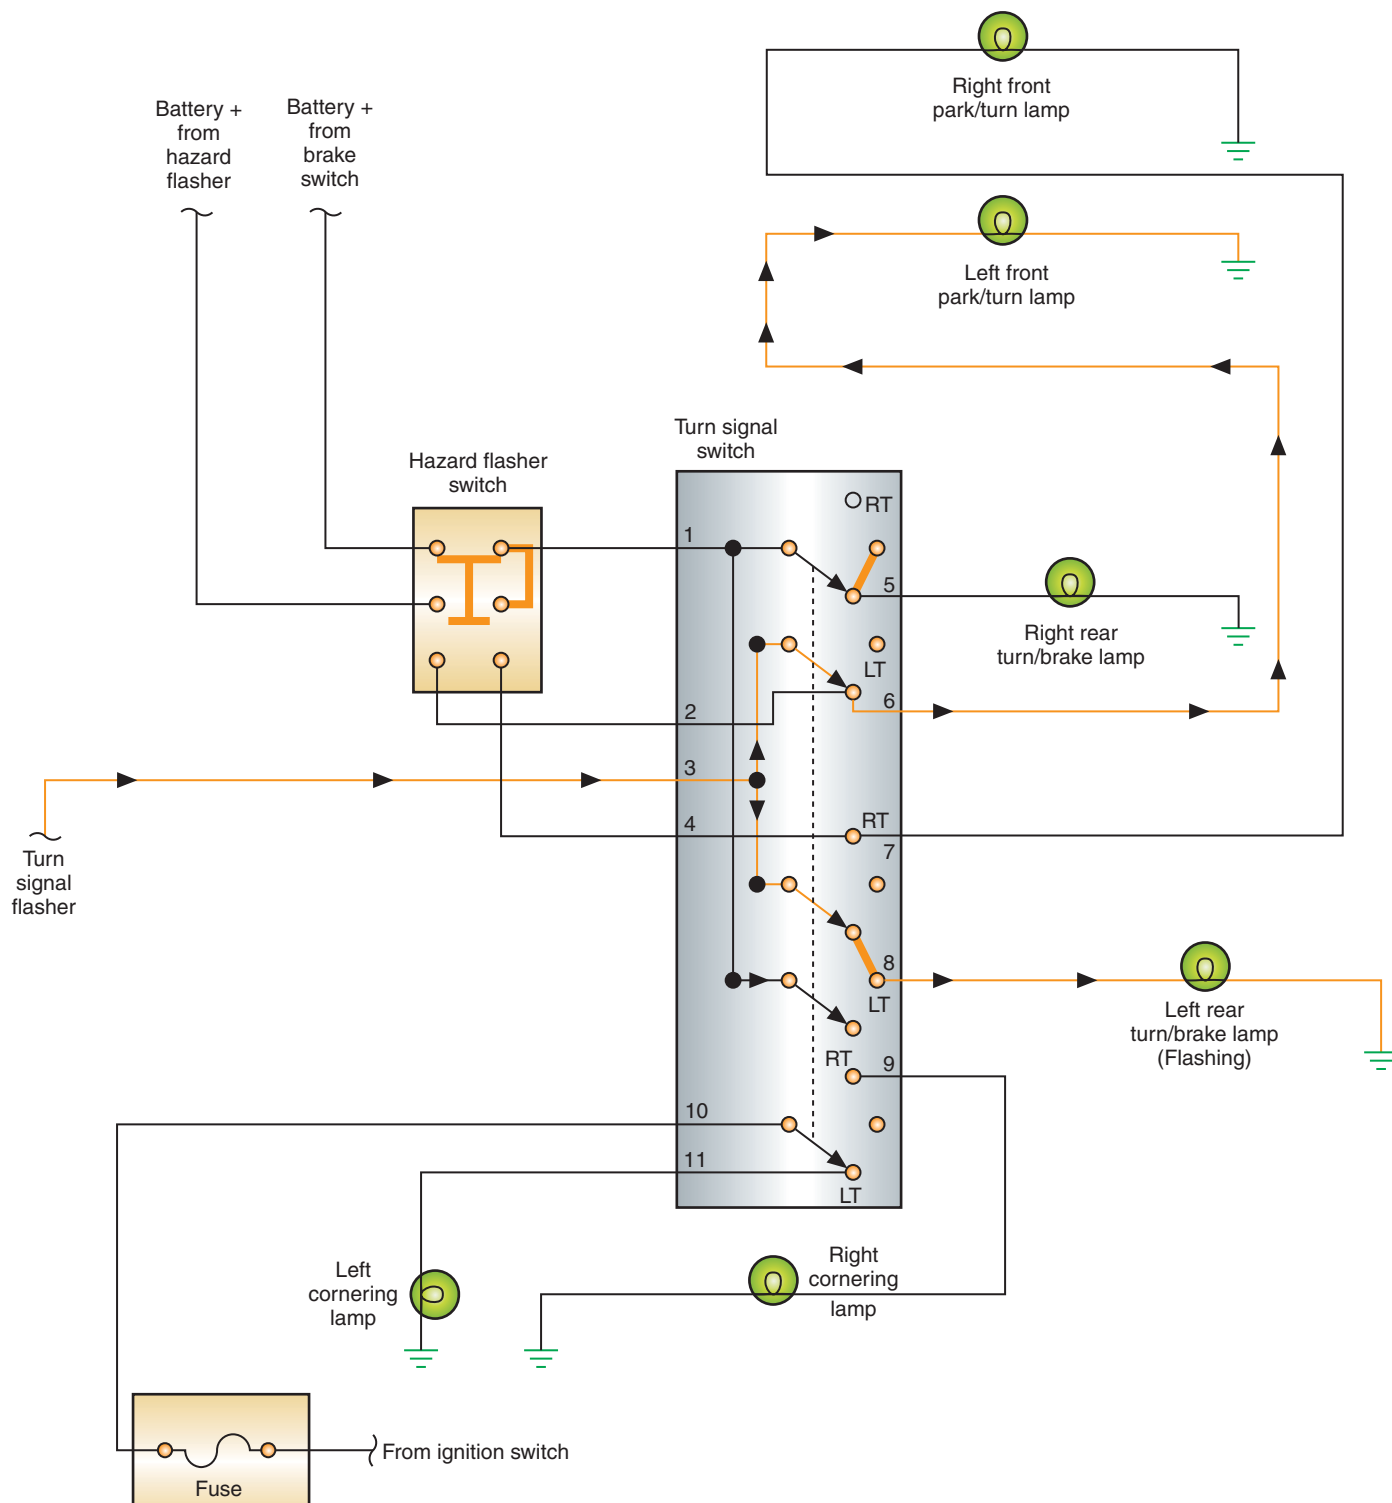 Right front
park/turn lamp
Battery +
from
hazard
flasher
Battery +
from
brake
switch
Left front
park/turn lamp
Turn signal
switch
Hazard flasher
switch
RT
1
5
Right rear
turn/brake lamp
LT
6
2
3
4
RT
7
Turn
signal
flasher
8
LT
Left rear
turn/brake lamp
(Flashing)
RT
9
10
11
LT
Left
cornering
lamp
Right
cornering
lamp
From ignition switch
Fuse